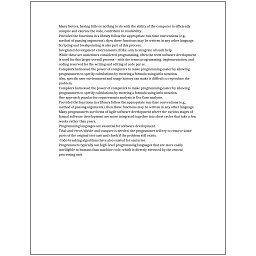 Many factors, having little or nothing to do with the ability of the computer to efficiently
compile and execute the code, contribute to readability.
Provided the functions in a library follow the appropriate run-time conventions (e.g.,
method of passing arguments), then these functions may be written in any other language.
Scripting and breakpointing is also part of this process.
Integrated development environments (IDEs) aim to integrate all such help.
While these are sometimes considered programming, often the term software development
is used for this larger overall process – with the terms programming, implementation, and
coding reserved for the writing and editing of code per se.
Compilers harnessed the power of computers to make programming easier by allowing
programmers to specify calculations by entering a formula using infix notation.
Also, specific user environment and usage history can make it difficult to reproduce the
problem.
Compilers harnessed the power of computers to make programming easier by allowing
programmers to specify calculations by entering a formula using infix notation.
One approach popular for requirements analysis is Use Case analysis.
Provided the functions in a library follow the appropriate run-time conventions (e.g.,
method of passing arguments), then these functions may be written in any other language.
Many programmers use forms of Agile software development where the various stages of
formal software development are more integrated together into short cycles that take a few
weeks rather than years.
Programming languages are essential for software development.
Trial-and-error/divide-and-conquer is needed: the programmer will try to remove some
parts of the original test case and check if the problem still exists.
Code-breaking algorithms have also existed for centuries.
Programmers typically use high-level programming languages that are more easily
intelligible to humans than machine code, which is directly executed by the central
processing unit.